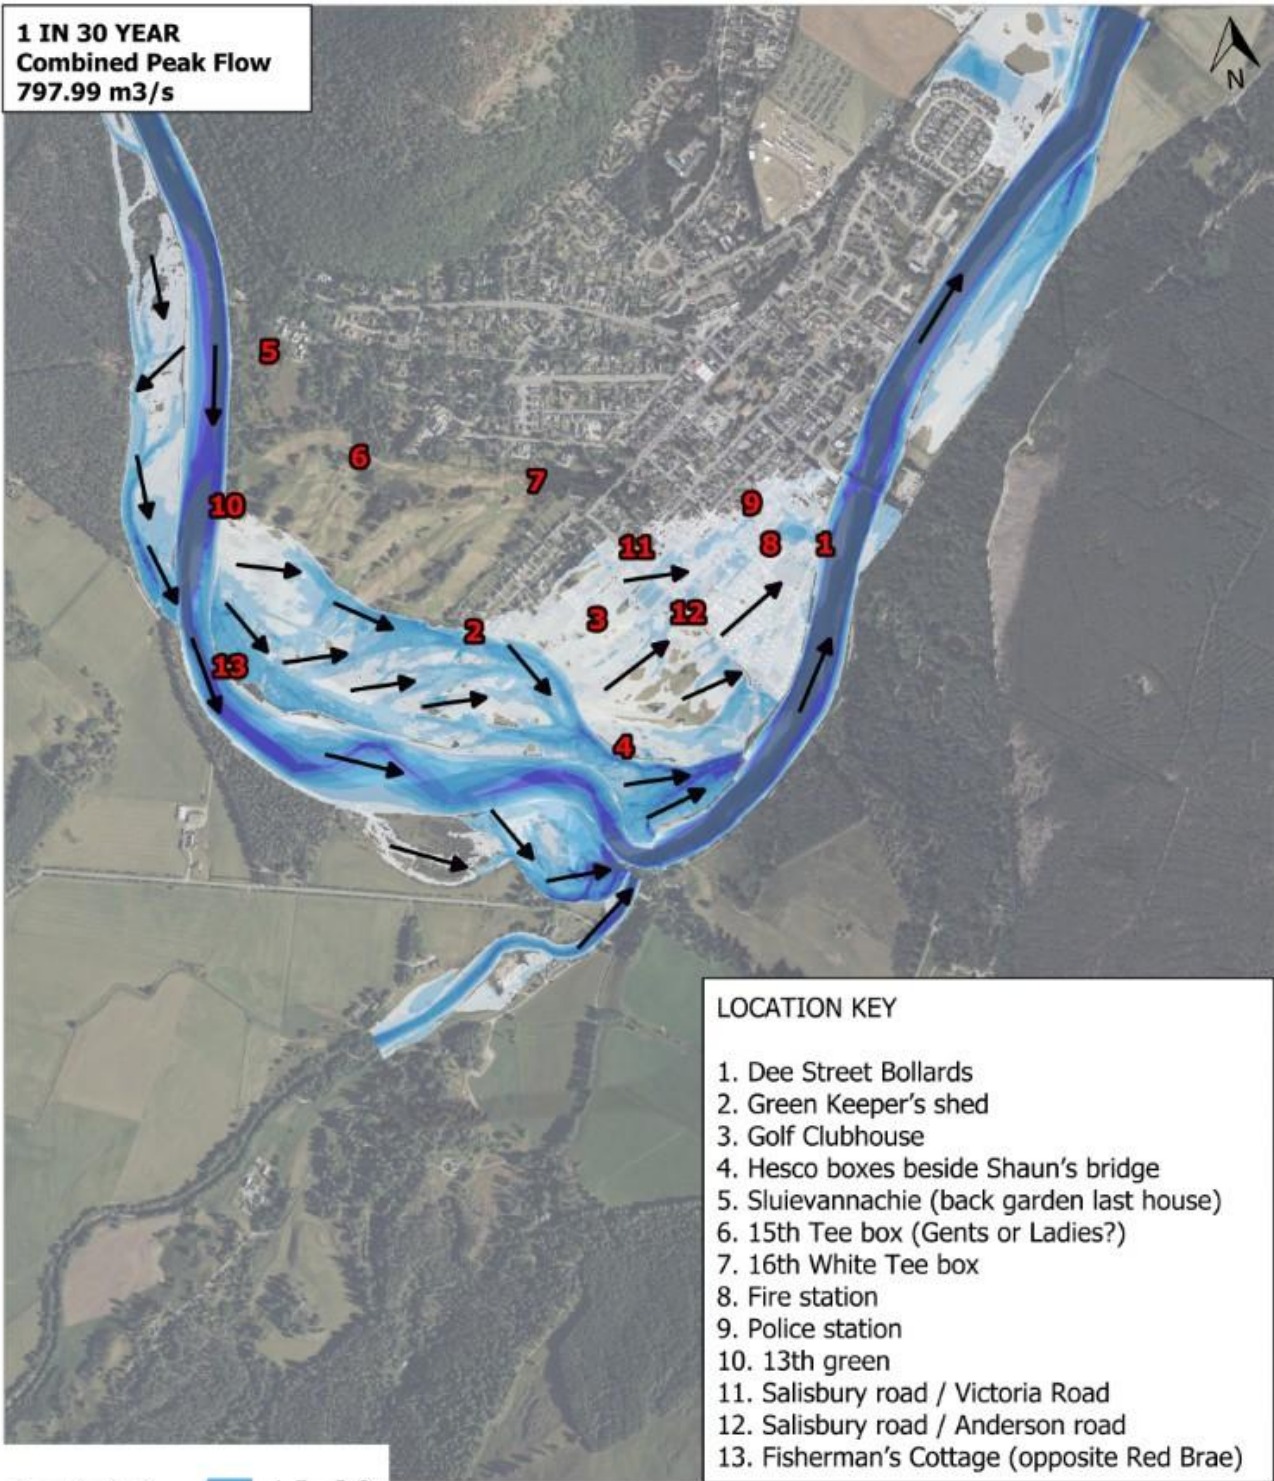 1 IN 30 YEAR
Combined Peak Flow
797.99 m3/s
N
5
6
7
10
9
11
8
1
3
12
2
13
4
LOCATION KEY
1. Dee Street Bollards
2. Green Keeper's shed
3. Golf Clubhouse
4. Hesco boxes beside Shaun's bridge
5. Sluievannachie (back garden last house)
6. 15th Tee box (Gents or Ladies?)
7. 16th White Tee box
8. Fire station
9. Police station
10. 13th green
11. Salisbury road / Victoria Road
12. Salisbury road / Anderson road
13. Fisherman's Cottage (opposite Red Brae)